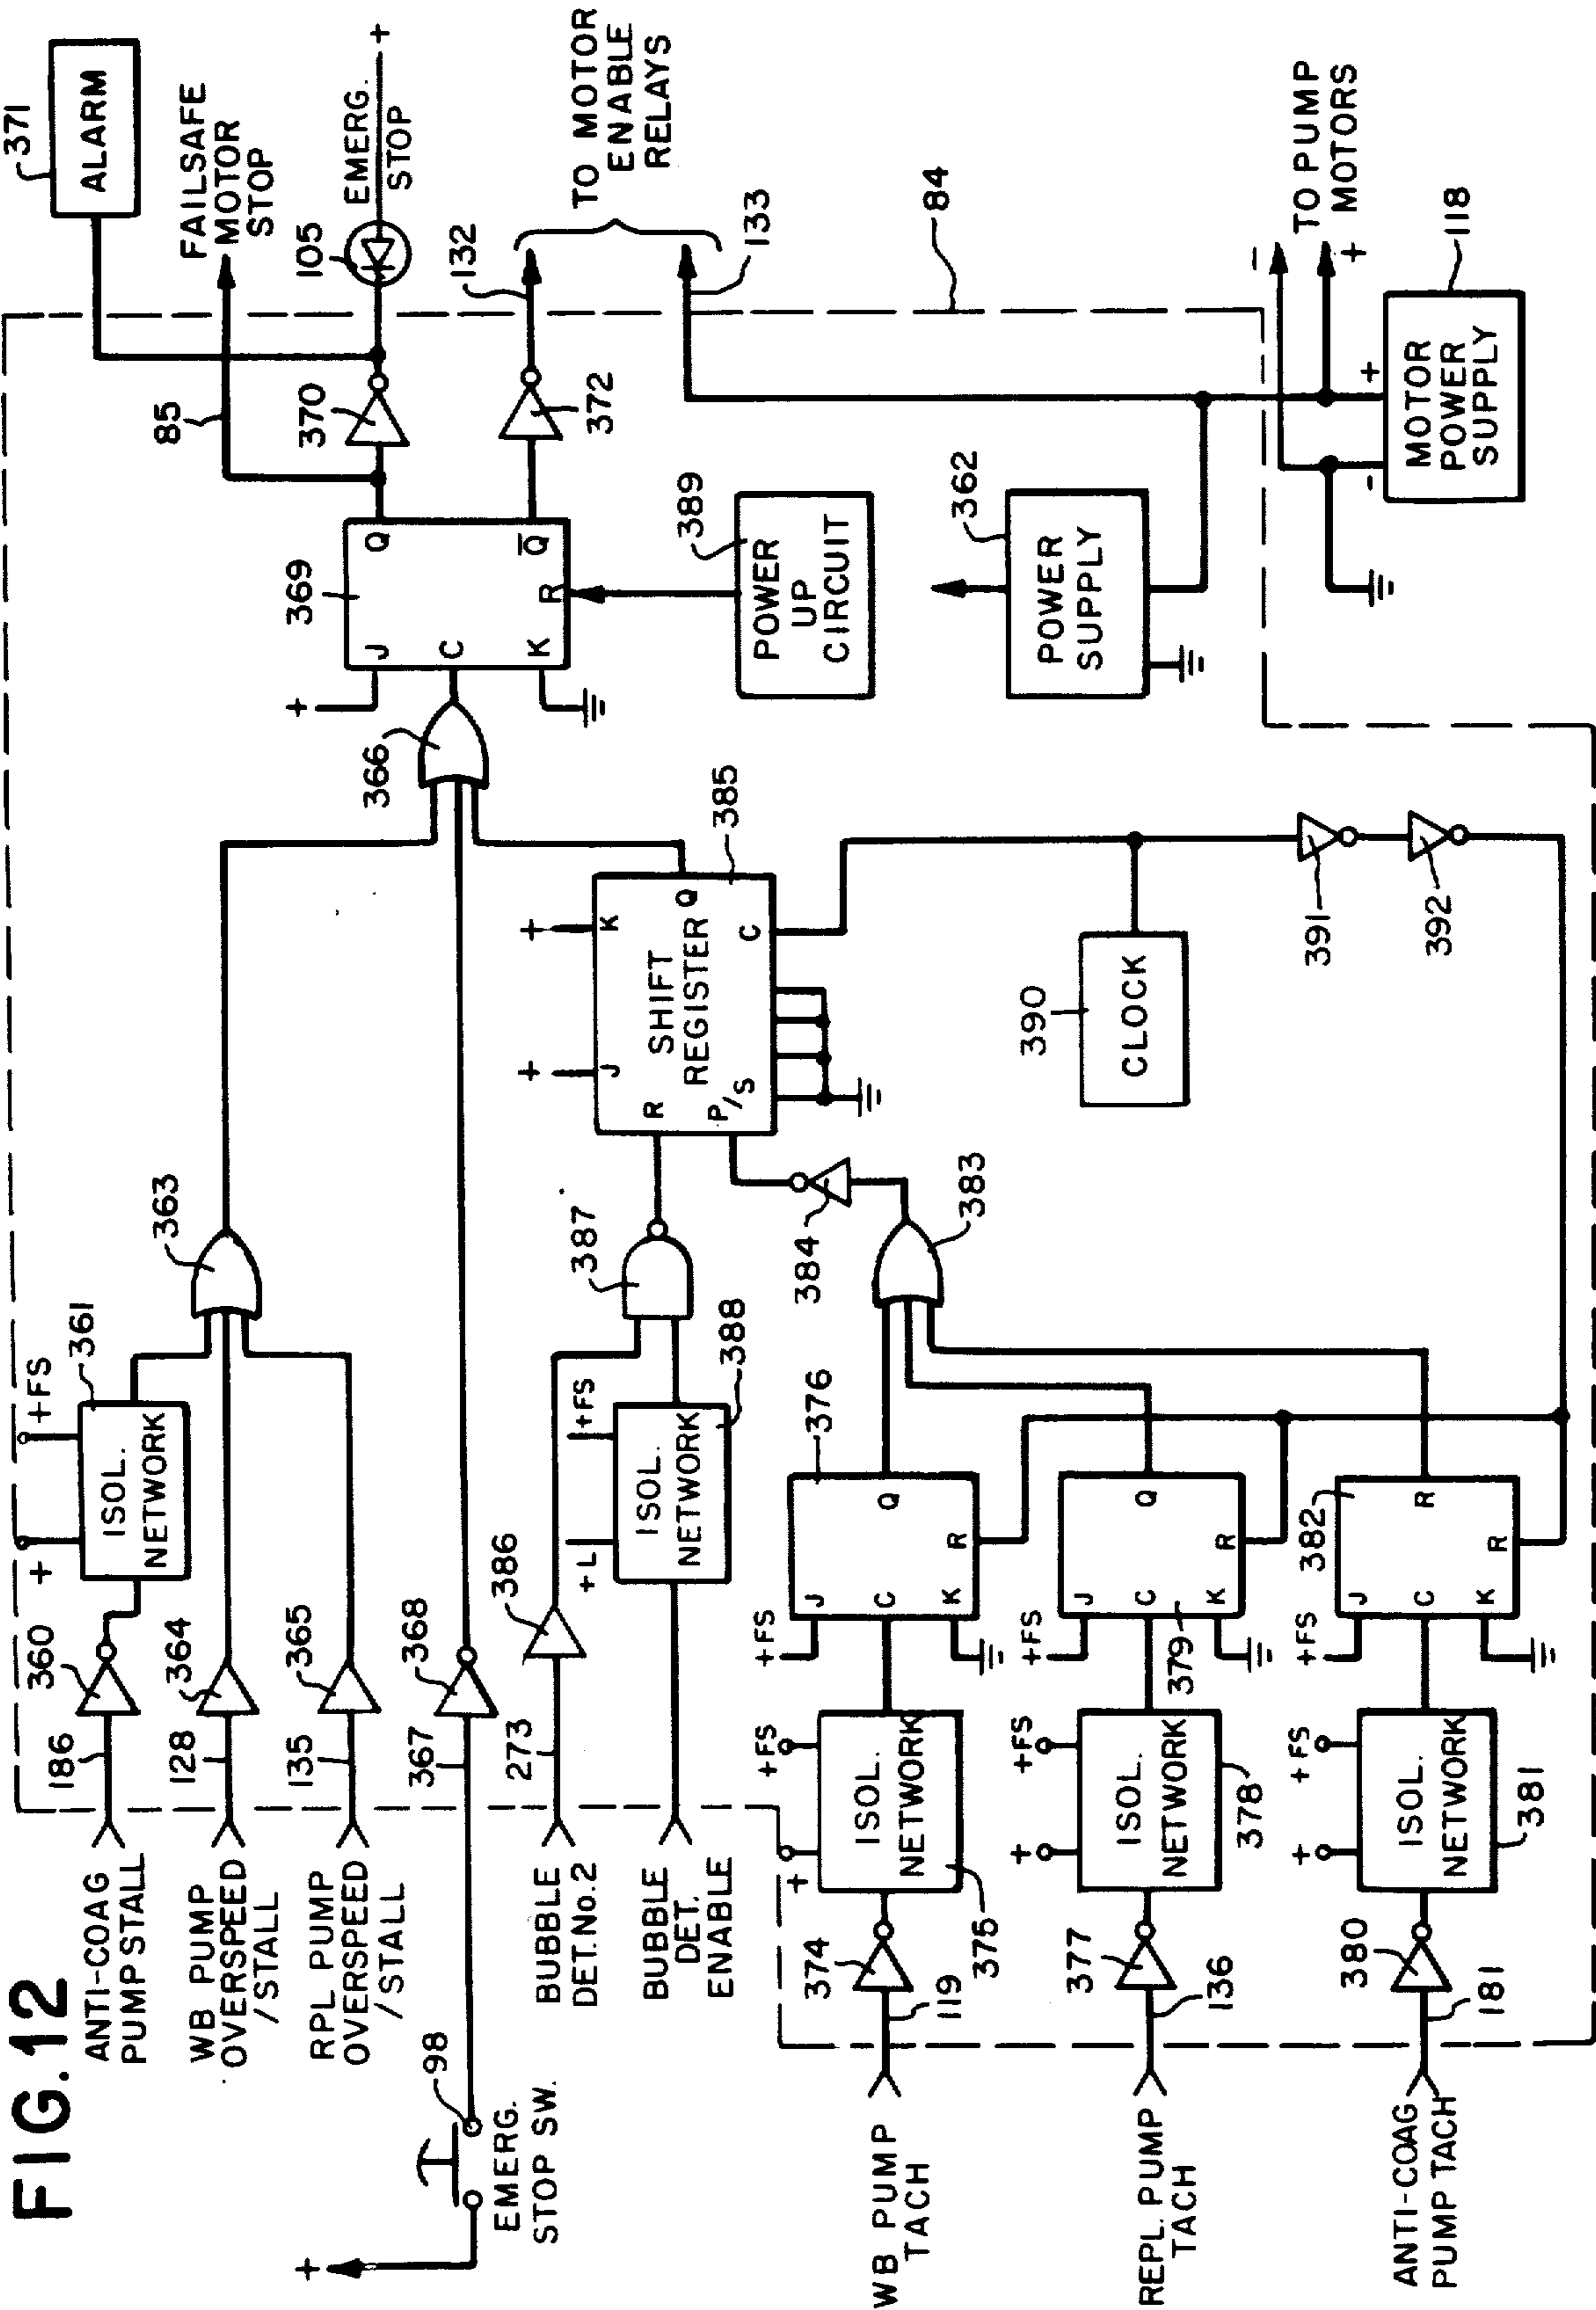 FIG. 12
ANTI-COAG
PUMP STALL
186
360
+
+FS
ISOL.
NETWORK
361
WB PUMP
OVERSPEED
/STALL
128
364
RPL PUMP
OVERSPEED
/STALL
135
365
363
+
EMERG.
STOP SW.
98
367
368
366
BUBBLE
DET. No. 2
273
386
BUBBLE
DET.
ENABLE
+L
+FS
ISOL.
NETWORK
388
387
+
J
+
K
R
SHIFT
REGISTER
Q
P/S
C
385
384
383
WB PUMP
TACH
119
374
+
+FS
ISOL.
NETWORK
375
+FS
J
C
K
Q
R
376
REPL. PUMP
TACH
136
377
+
+FS
ISOL.
NETWORK
378
+FS
J
C
K
Q
R
379
ANTI-COAG
PUMP TACH
181
380
+
+FS
ISOL.
NETWORK
381
+FS
J
C
K
R
R
382
390
CLOCK
391
392
+
J
C
K
Q
Q̅
R
369
389
POWER
UP
CIRCUIT
362
POWER
SUPPLY
85
370
372
371
ALARM
FAILSAFE
MOTOR
STOP
105
EMERG.
STOP
+
132
TO MOTOR
ENABLE
RELAYS
133
84
-
+
TO PUMP
MOTORS
-
+
MOTOR
POWER
SUPPLY
118